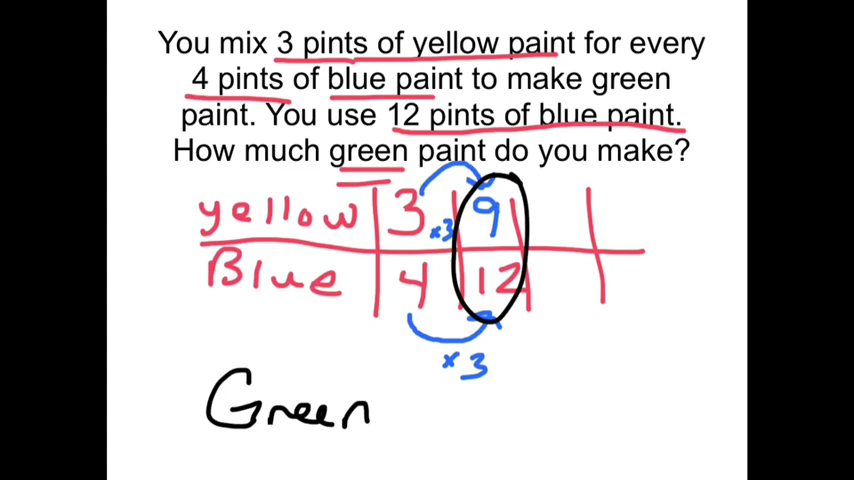 You mix 3 pints of yellow paint for every
4 pints of blue paint to make green
paint. You use 12 pints of blue paint.
How much green paint do you make?
yellow 3 x3 9
Blue 4 12
x 3
Green